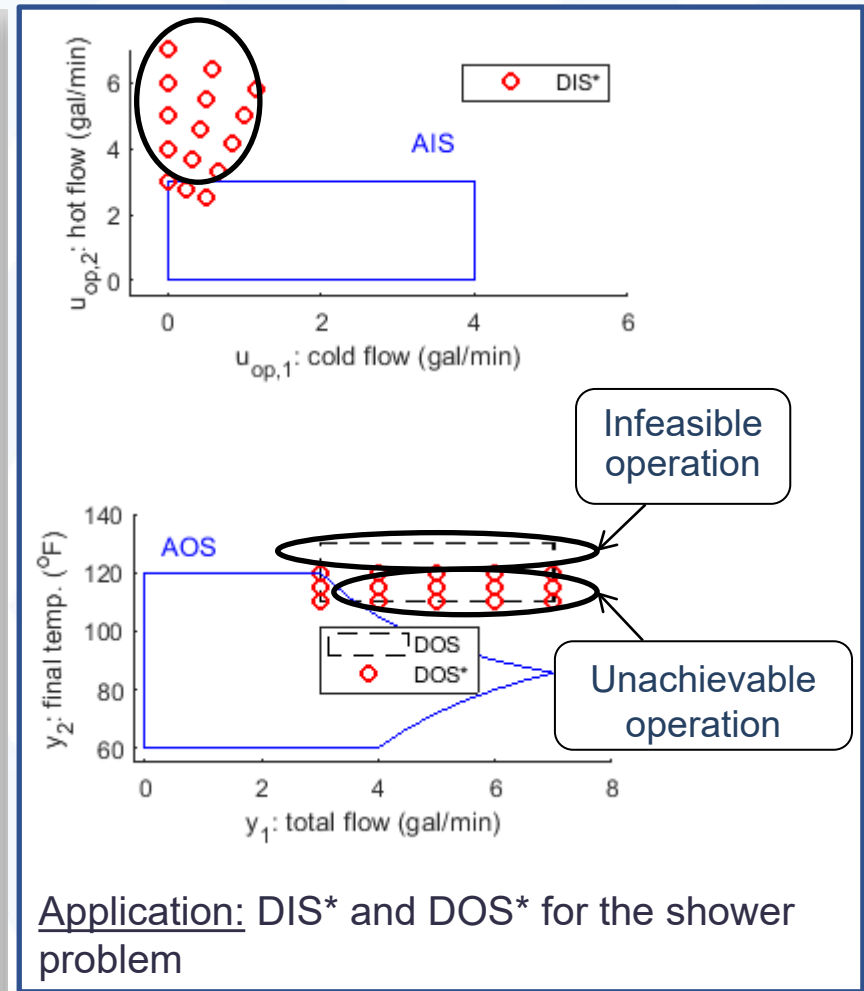 u_op,2: hot flow (gal/min)
6
4
2
0
DIS*
AIS
0 2 4 6
u_op,1: cold flow (gal/min)
Infeasible
operation
y_2: final temp. (°F)
140
120
100
80
60
AOS
DOS
DOS*
Unachievable
operation
0 2 4 6 8
y_1: total flow (gal/min)
Application: DIS* and DOS* for the shower
problem